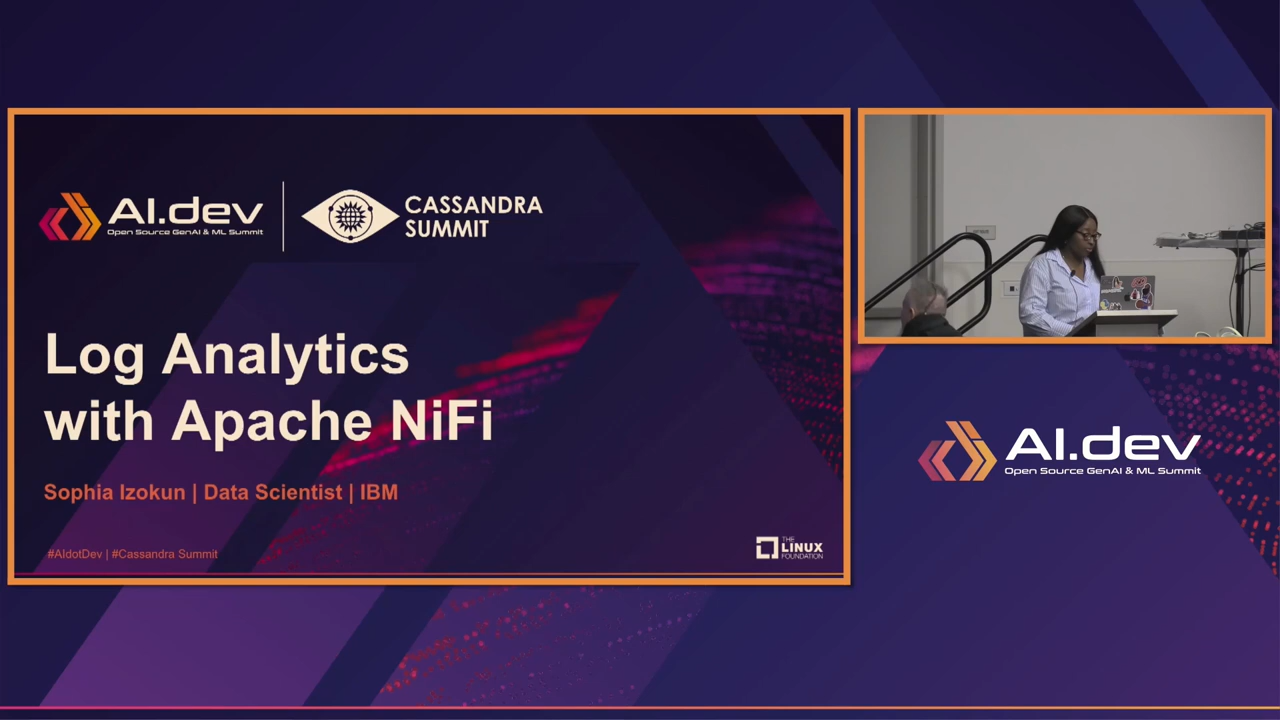 AI.dev
Open Source GenAI & ML Summit
CASSANDRA
SUMMIT
Log Analytics
with Apache NiFi
Sophia Izokun | Data Scientist | IBM
#AIdotDev | #Cassandra Summit
THE
LINUX
FOUNDATION
AI.dev
Open Source GenAI & ML Summit